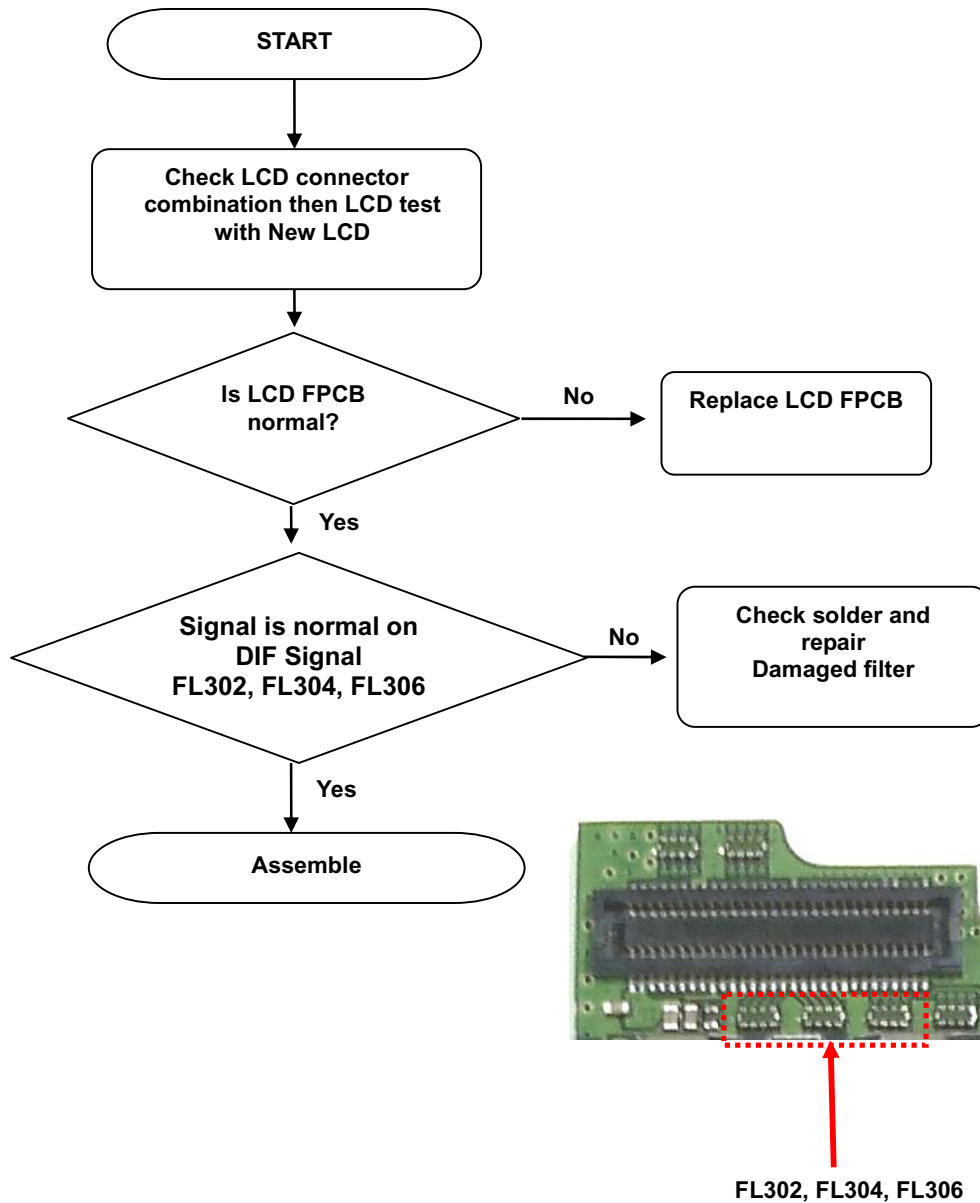 START
Check LCD connector
combination then LCD test
with New LCD
Is LCD FPCB
normal?
No
Replace LCD FPCB
Yes
Signal is normal on
DIF Signal
FL302, FL304, FL306
No
Check solder and
repair
Damaged filter
Yes
Assemble
FL302, FL304, FL306